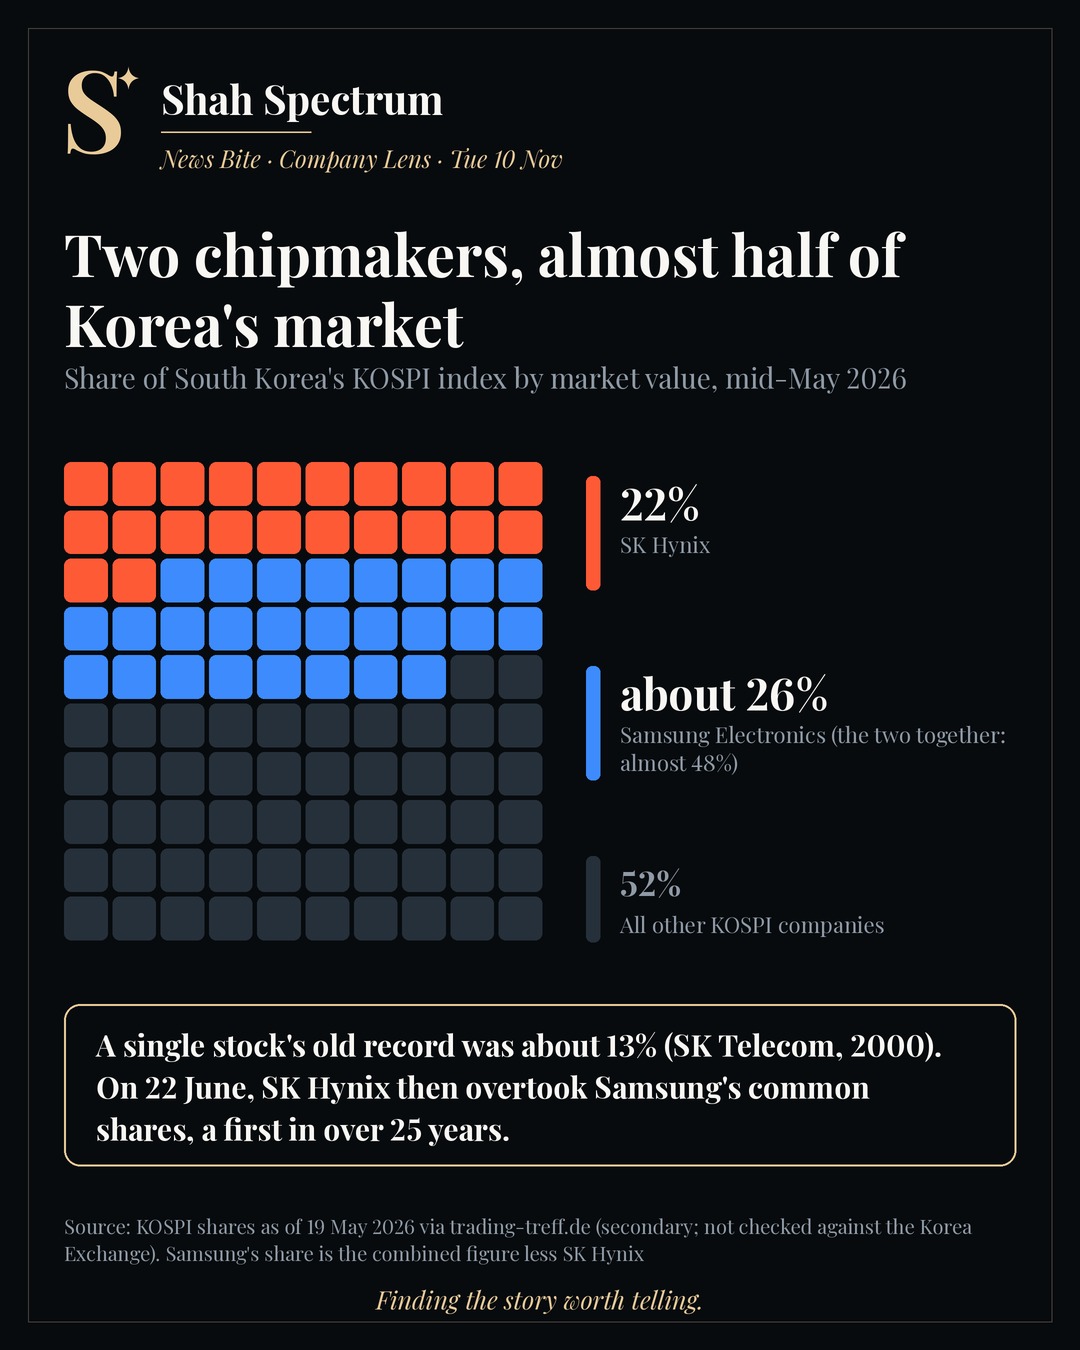 S
Shah Spectrum
News Bite · Company Lens · Tue 10 Nov
Two chipmakers, almost half of
Korea's market
Share of South Korea's KOSPI index by market value, mid-May 2026
22%
SK Hynix
about 26%
Samsung Electronics (the two together:
almost 48%)
52%
All other KOSPI companies
A single stock's old record was about 13% (SK Telecom, 2000).
On 22 June, SK Hynix then overtook Samsung's common
shares, a first in over 25 years.
Source: KOSPI shares as of 19 May 2026 via trading-treff.de (secondary; not checked against the Korea
Exchange). Samsung's share is the combined figure less SK Hynix
Finding the story worth telling.